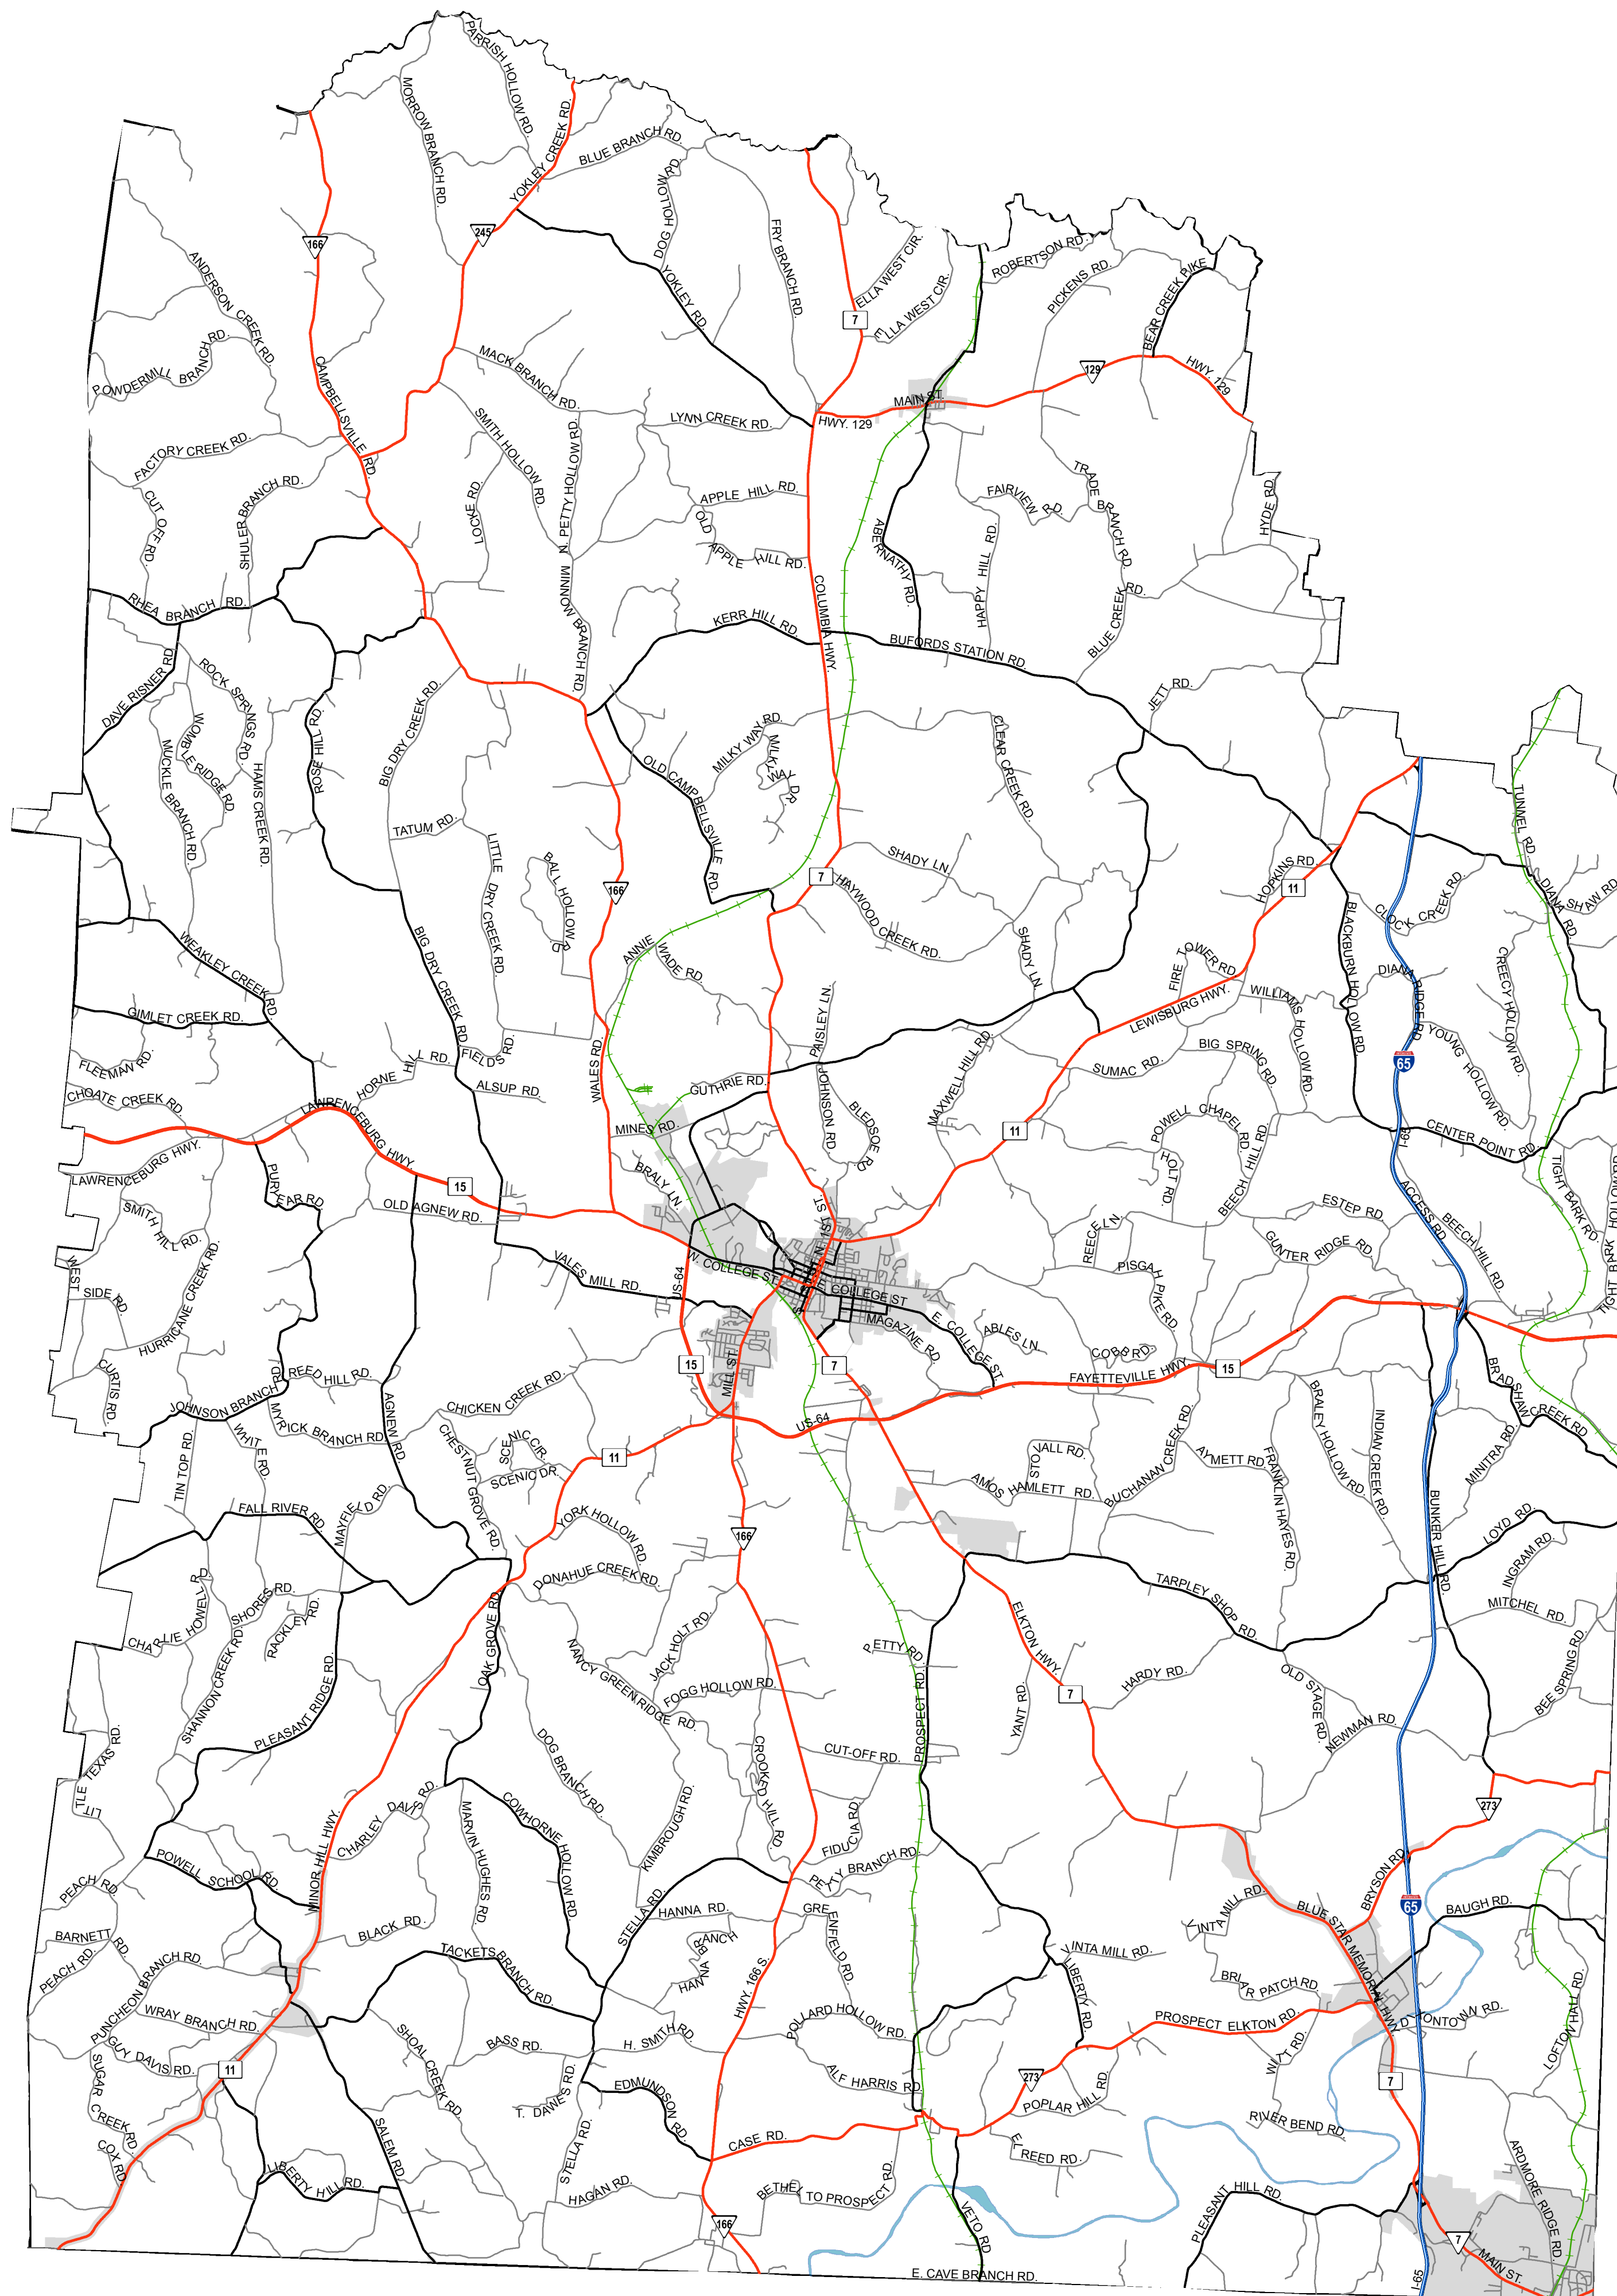 PARRISH HOLLOW RD.
MORROW BRANCH RD.
YOKLEY CREEK RD.
BLUE BRANCH RD.
DOG HOLLOW RD.
FRY BRANCH RD.
245
166
ELLA WEST CIR.
ELLA WEST CIR.
ROBERTSON RD.
PICKENS RD.
BEAR CREEK PIKE
ANDERSON CREEK RD.
YOKLEY RD.
7
POWDERMILL BRANCH RD.
CAMPBELLSVILLE RD.
MACK BRANCH RD.
129
HWY. 129
MAIN ST.
HWY. 129
LYNN CREEK RD.
SMITH HOLLOW RD.
N. PETTY HOLLOW RD.
FACTORY CREEK RD.
CUT OFF RD
SHULER BRANCH RD.
LOCKE RD.
APPLE HILL RD.
OLD APPLE HILL RD.
ABERNATHY RD.
FAIRVIEW RD.
TRADE BRANCH RD.
HYDE RD.
HAPPY HILL RD.
MINNOW BRANCH RD.
COLUMBIA HWY.
RHEA BRANCH RD.
KERR HILL RD.
BUFORDS STATION RD.
BLUE CREEK RD.
JETT RD.
DAVE RISNER RD.
ROCK SPRINGS RD.
WOMBLE RIDGE RD.
MUCKLE BRANCH RD.
HAMS CREEK RD.
ROSE HILL RD.
BIG DRY CREEK RD.
OLD CAMPBELLSVILLE RD.
MILKY WAY RD.
MILKY WAY DR.
CLEAR CREEK RD.
TATUM RD.
LITTLE DRY CREEK RD.
BALL HOLLOW RD
166
7
SHADY LN.
HAYWOOD CREEK RD.
SHADY LN.
HOPKINS RD.
11
TUNNEL RD.
DIANA RD.
SHAW RD
CLOCK CREEK RD.
BLACKBURN HOLLOW RD.
WEAKLEY CREEK RD.
BIG DRY CREEK RD.
ANNIE WADE RD.
FIRE TOWER RD
DIANA RIDGE RD
CREECY HOLLOW RD.
GIMLET CREEK RD.
PAISLEY LN.
LEWISBURG HWY.
WILLIAMS HOLLOW RD.
YOUNG HOLLOW RD.
FLEEMAN RD.
HORNE HILL RD.
FIELDS RD.
WALES RD.
MAXWELL HILL RD.
SUMAC RD.
BIG SPRING RD.
65
CHOATE CREEK RD.
ALSUP RD.
GUTHRIE RD.
JOHNSON RD
BLEDSOE RD
POWELL CHAPEL RD.
LAWRENCEBURG HWY.
MINES RD.
11
I-65
CENTER POINT RD.
LAWRENCEBURG HWY.
BRALY LN
HOLT RD.
BEECH HILL RD.
TIGHT BARK RD.
PURYEAR RD
15
OLD AGNEW RD.
ACCESS RD
BEECH HILL RD.
ESTEP RD.
SMITH HILL RD.
REECE LN.
GUNTER RIDGE RD.
WEST SIDE RD.
HURRICANE CREEK RD.
VALES MILL RD.
US-64
W. COLLEGE ST.
COLLEGE ST
E. COLLEGE ST.
MAGAZINE RD
ABLES LN
PISGAH PIKE RD
COBB RD.
CURTIS RD.
15
7
MILL ST.
FAYETTEVILLE HWY.
15
REED HILL RD.
JOHNSON BRANCH RD.
AGNEW RD.
CHICKEN CREEK RD.
US-64
BRADSHAW CREEK RD.
MYRICK BRANCH RD.
WHITE RD.
TIN TOP RD.
CHESTNUT GROVE RD.
SCENIC CIR.
SCENIC DR.
11
STOVALL RD.
AMOS HAMLETT RD.
BUCHANAN CREEK RD.
AYMETT RD.
FRANKLIN HAYES RD.
BRALEY HOLLOW RD.
INDIAN CREEK RD.
MINITRA RD.
BUNKER HILL RD.
FALL RIVER RD.
MAYFIELD RD.
YORK HOLLOW RD.
166
LOYD RD.
INGRAM RD.
DONAHUE CREEK RD.
TARPLEY SHOP RD.
MITCHEL RD.
CHARLIE HOWELL RD.
SHORES RD.
RACKLEY RD.
OAK GROVE RD.
JACK HOLT RD.
ELKTON HWY.
SHANNON CREEK RD.
PLEASANT RIDGE RD.
NANCY GREEN RIDGE RD.
FOGG HOLLOW RD.
PETTY RD.
PROSPECT RD.
YANT RD.
7
HARDY RD.
OLD STAGE RD.
BEE SPRING RD.
NEWMAN RD.
LITTLE TEXAS RD.
DOG BRANCH RD.
CROOKED HILL RD.
CUT-OFF RD.
273
CHARLEY DAVIS RD.
MARVIN HUGHES RD.
COWHORNE HOLLOW RD.
KIMBROUGH RD.
FIDUCIA RD.
PETTY BRANCH RD.
MINOR HILL HWY.
POWELL SCHOOL RD
PEACH RD.
BRYSON RD.
VINTA MILL RD.
BLUE STAR MEMORIAL HWY.
65
BAUGH RD.
BARNETT RD.
PEACH RD.
BLACK RD.
STELLA RD.
HANNA RD.
HANNA BRANCH
GREENFIELD RD.
TACKETS BRANCH RD.
VINTA MILL RD.
LIBERTY RD.
BRIAR PATCH RD.
PUNCHEON BRANCH RD.
WRAY BRANCH RD.
HWY. 166 S.
POLLARD HOLLOW RD.
PROSPECT ELKTON RD.
LOFTON HALL RD.
GUY DAVIS RD.
11
SHOAL CREEK RD.
BASS RD.
H. SMITH RD.
WITT RD.
SUGAR CREEK RD.
COX RD.
T. DAWES RD.
EDMUNDSON RD.
ALF HARRIS RD.
273
POPLAR HILL RD
7
SALEM RD.
STELLA RD.
CASE RD.
RIVER BEND RD.
EL REED RD.
LIBERTY HILL RD.
HAGAN RD.
BETHEL TO PROSPECT RD.
PLEASANT HILL RD.
ARDMORE RIDGE RD.
166
VETO RD
7
MAIN ST.
E. CAVE BRANCH RD.
I-65